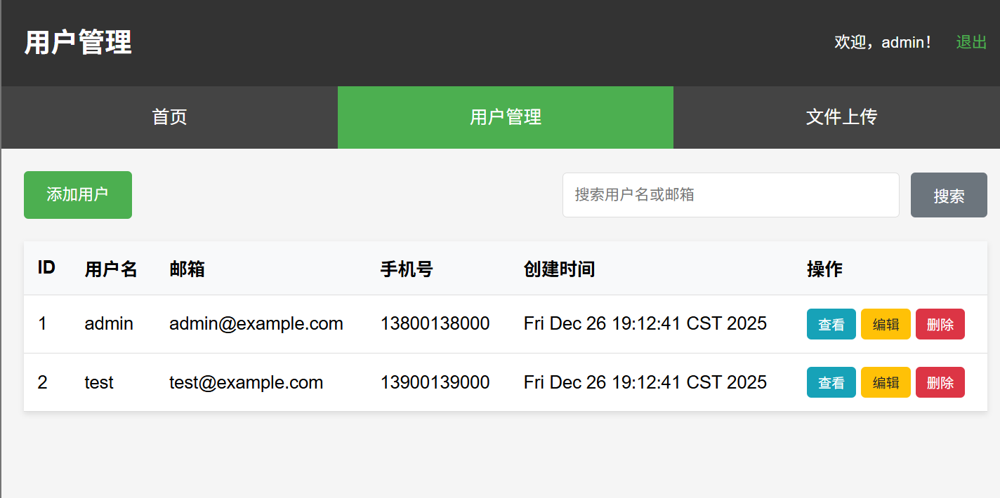 用户管理
欢迎，admin！ 退出
首页 用户管理 文件上传
添加用户 搜索用户名或邮箱 搜索
ID 用户名 邮箱 手机号 创建时间 操作
1 admin admin@example.com 13800138000 Fri Dec 26 19:12:41 CST 2025 查看 编辑 删除
2 test test@example.com 13900139000 Fri Dec 26 19:12:41 CST 2025 查看 编辑 删除